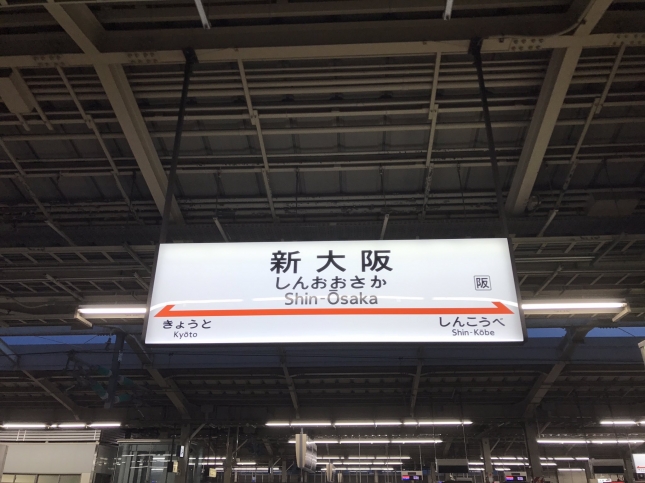 新大阪
しんおおさか
Shin-Ōsaka
阪
きょうと
Kyōto
しんこうべ
Shin-Kōbe